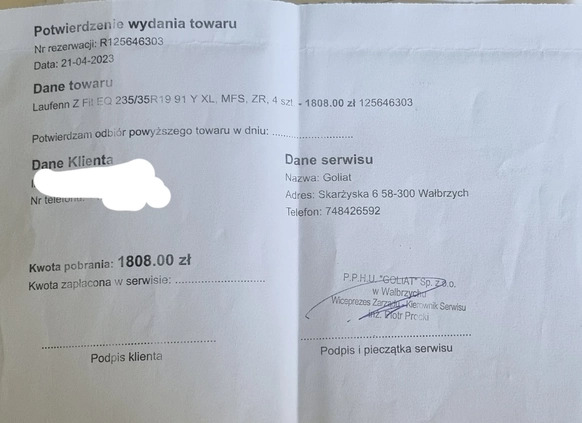 Potwierdzenie wydania towaru
Nr rezerwacji: R125646303
Data: 21-04-2023
Dane towaru
Laufenn Z Fit EQ 235/35R19 91 Y XL, MFS, ZR, 4 szt - 1808.00 zł 125646303
Potwierdzam odbiór powyższego towaru w dniu: ........................
Dane Klienta
Nr telefonu:
Dane serwisu
Nazwa: Goliat
Adres: Skarżyska 6 58-300 Wałbrzych
Telefon: 748426592
Kwota pobrania: 1808.00 zł
Kwota zapłacona w serwisie: ..........................
P.P.H.U. "GOLIAT" Sp. z o.o.
w Wałbrzychu
Wiceprezes Zarządu - Kierownik Serwisu
inż. Piotr
Podpis klienta
Podpis i pieczątka serwisu